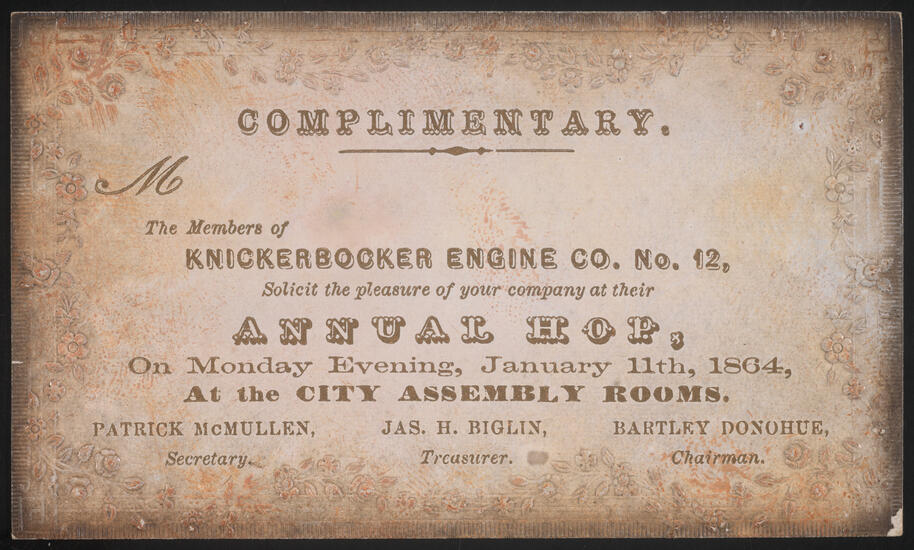 COMPLIMENTARY.
M
The Members of
KNICKERBOCKER ENGINE CO. No. 12,
Solicit the pleasure of your company at their
ANNUAL HOP,
On Monday Evening, January 11th, 1864,
At the CITY ASSEMBLY ROOMS.
PATRICK McMULLEN, JAS. H. BIGLIN, BARTLEY DONOHUE,
Secretary. Treasurer. Chairman.